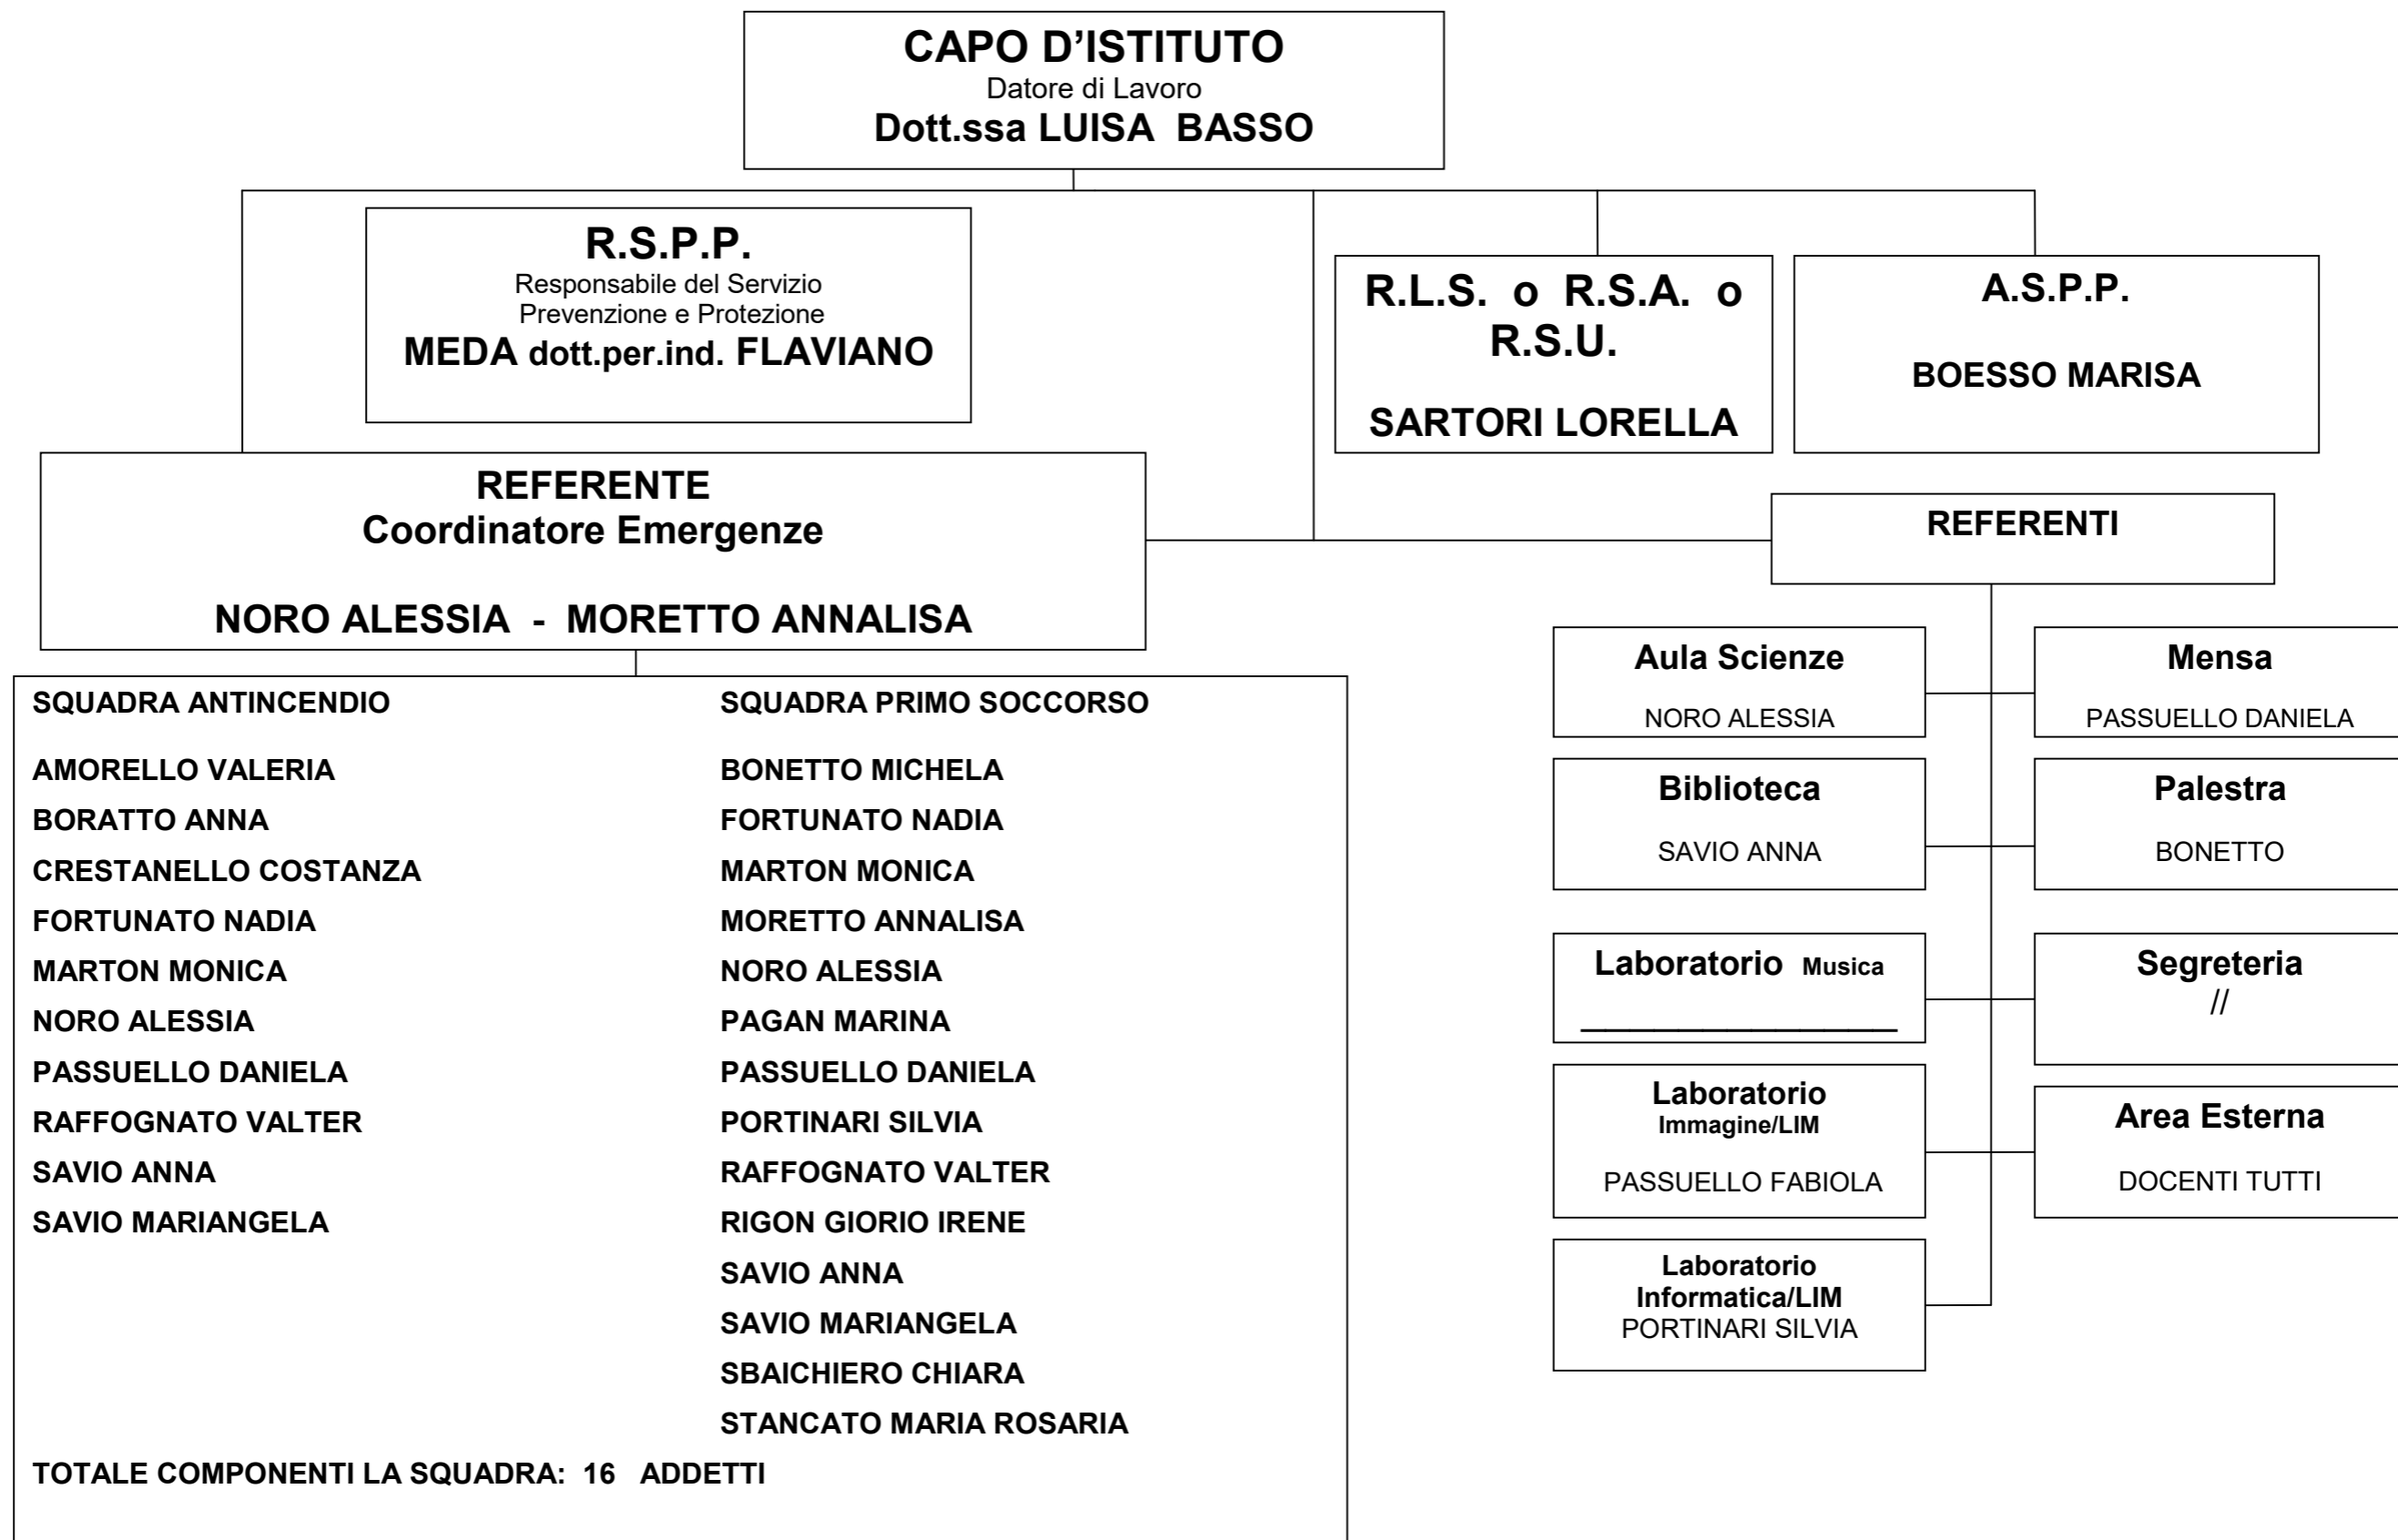 CAPO D’ISTITUTO
Datore di Lavoro
Dott.ssa LUISA BASSO
R.S.P.P.
Responsabile del Servizio
Prevenzione e Protezione
MEDA dott.per.ind. FLAVIANO
R.L.S. o R.S.A. o
R.S.U.
SARTORI LORELLA
A.S.P.P.
BOESSO MARISA
REFERENTE
Coordinatore Emergenze
NORO ALESSIA - MORETTO ANNALISA
REFERENTI
SQUADRA ANTINCENDIO
AMORELLO VALERIA
BORATTO ANNA
CRESTANELLO COSTANZA
FORTUNATO NADIA
MARTON MONICA
NORO ALESSIA
PASSUELLO DANIELA
RAFFOGNATO VALTER
SAVIO ANNA
SAVIO MARIANGELA
SQUADRA PRIMO SOCCORSO
BONETTO MICHELA
FORTUNATO NADIA
MARTON MONICA
MORETTO ANNALISA
NORO ALESSIA
PAGAN MARINA
PASSUELLO DANIELA
PORTINARI SILVIA
RAFFOGNATO VALTER
RIGON GIORIO IRENE
SAVIO ANNA
SAVIO MARIANGELA
SBAICHIERO CHIARA
STANCATO MARIA ROSARIA
TOTALE COMPONENTI LA SQUADRA: 16 ADDETTI
Aula Scienze
NORO ALESSIA
Mensa
PASSUELLO DANIELA
Biblioteca
SAVIO ANNA
Palestra
BONETTO
Laboratorio Musica
Segreteria
//
Laboratorio
Immagine/LIM
PASSUELLO FABIOLA
Area Esterna
DOCENTI TUTTI
Laboratorio
Informatica/LIM
PORTINARI SILVIA